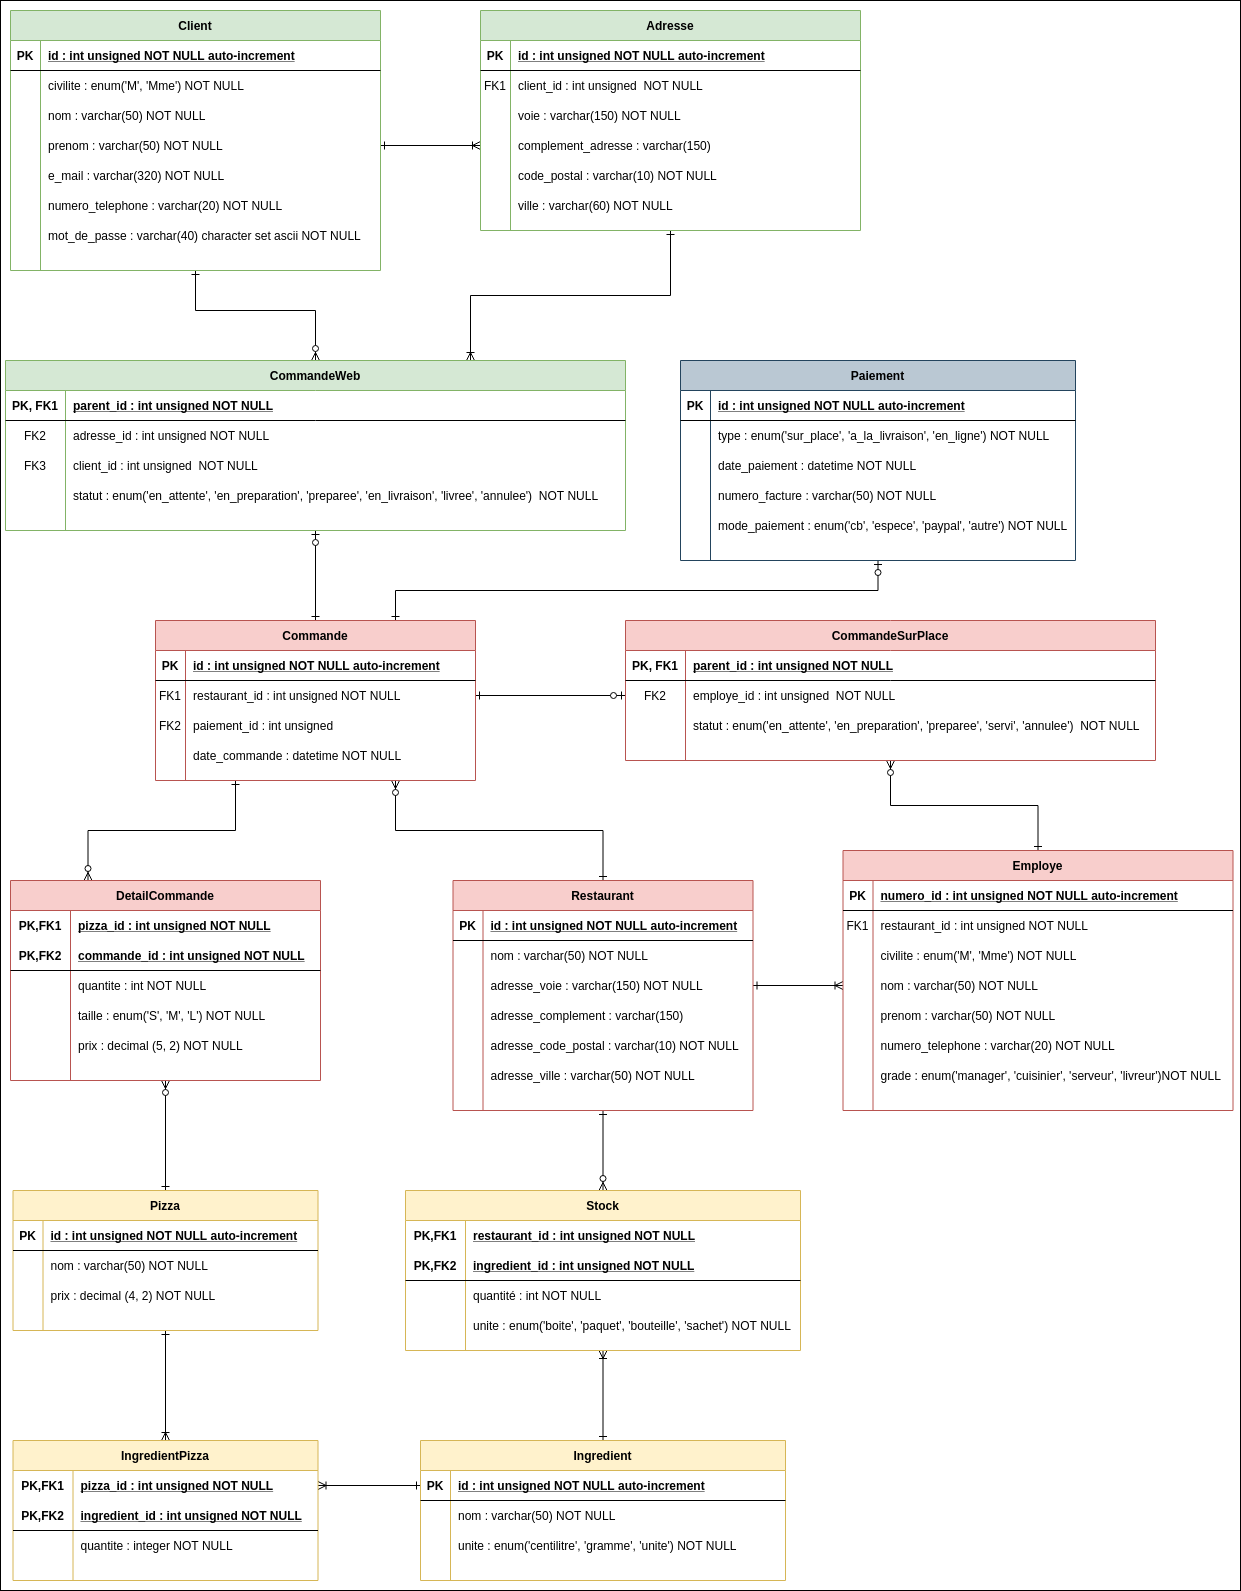 Client
PK id : int unsigned NOT NULL auto-increment
civilite : enum('M', 'Mme') NOT NULL
nom : varchar(50) NOT NULL
prenom : varchar(50) NOT NULL
e_mail : varchar(320) NOT NULL
numero_telephone : varchar(20) NOT NULL
mot_de_passe : varchar(40) character set ascii NOT NULL
Adresse
PK id : int unsigned NOT NULL auto-increment
FK1 client_id : int unsigned  NOT NULL
voie : varchar(150) NOT NULL
complement_adresse : varchar(150)
code_postal : varchar(10) NOT NULL
ville : varchar(60) NOT NULL
CommandeWeb
PK, FK1 parent_id : int unsigned NOT NULL
FK2 adresse_id : int unsigned NOT NULL
FK3 client_id : int unsigned  NOT NULL
statut : enum('en_attente', 'en_preparation', 'preparee', 'en_livraison', 'livree', 'annulee')  NOT NULL
Paiement
PK id : int unsigned NOT NULL auto-increment
type : enum('sur_place', 'a_la_livraison', 'en_ligne') NOT NULL
date_paiement : datetime NOT NULL
numero_facture : varchar(50) NOT NULL
mode_paiement : enum('cb', 'espece', 'paypal', 'autre') NOT NULL
Commande
PK id : int unsigned NOT NULL auto-increment
FK1 restaurant_id : int unsigned NOT NULL
FK2 paiement_id : int unsigned
date_commande : datetime NOT NULL
CommandeSurPlace
PK, FK1 parent_id : int unsigned NOT NULL
FK2 employe_id : int unsigned  NOT NULL
statut : enum('en_attente', 'en_preparation', 'preparee', 'servi', 'annulee')  NOT NULL
DetailCommande
PK,FK1 pizza_id : int unsigned NOT NULL
PK,FK2 commande_id : int unsigned NOT NULL
quantite : int NOT NULL
taille : enum('S', 'M', 'L') NOT NULL
prix : decimal (5, 2) NOT NULL
Restaurant
PK id : int unsigned NOT NULL auto-increment
nom : varchar(50) NOT NULL
adresse_voie : varchar(150) NOT NULL
adresse_complement : varchar(150)
adresse_code_postal : varchar(10) NOT NULL
adresse_ville : varchar(50) NOT NULL
Employe
PK numero_id : int unsigned NOT NULL auto-increment
FK1 restaurant_id : int unsigned NOT NULL
civilite : enum('M', 'Mme') NOT NULL
nom : varchar(50) NOT NULL
prenom : varchar(50) NOT NULL
numero_telephone : varchar(20) NOT NULL
grade : enum('manager', 'cuisinier', 'serveur', 'livreur')NOT NULL
Pizza
PK id : int unsigned NOT NULL auto-increment
nom : varchar(50) NOT NULL
prix : decimal (4, 2) NOT NULL
Stock
PK,FK1 restaurant_id : int unsigned NOT NULL
PK,FK2 ingredient_id : int unsigned NOT NULL
quantité : int NOT NULL
unite : enum('boite', 'paquet', 'bouteille', 'sachet') NOT NULL
IngredientPizza
PK,FK1 pizza_id : int unsigned NOT NULL
PK,FK2 ingredient_id : int unsigned NOT NULL
quantite : integer NOT NULL
Ingredient
PK id : int unsigned NOT NULL auto-increment
nom : varchar(50) NOT NULL
unite : enum('centilitre', 'gramme', 'unite') NOT NULL